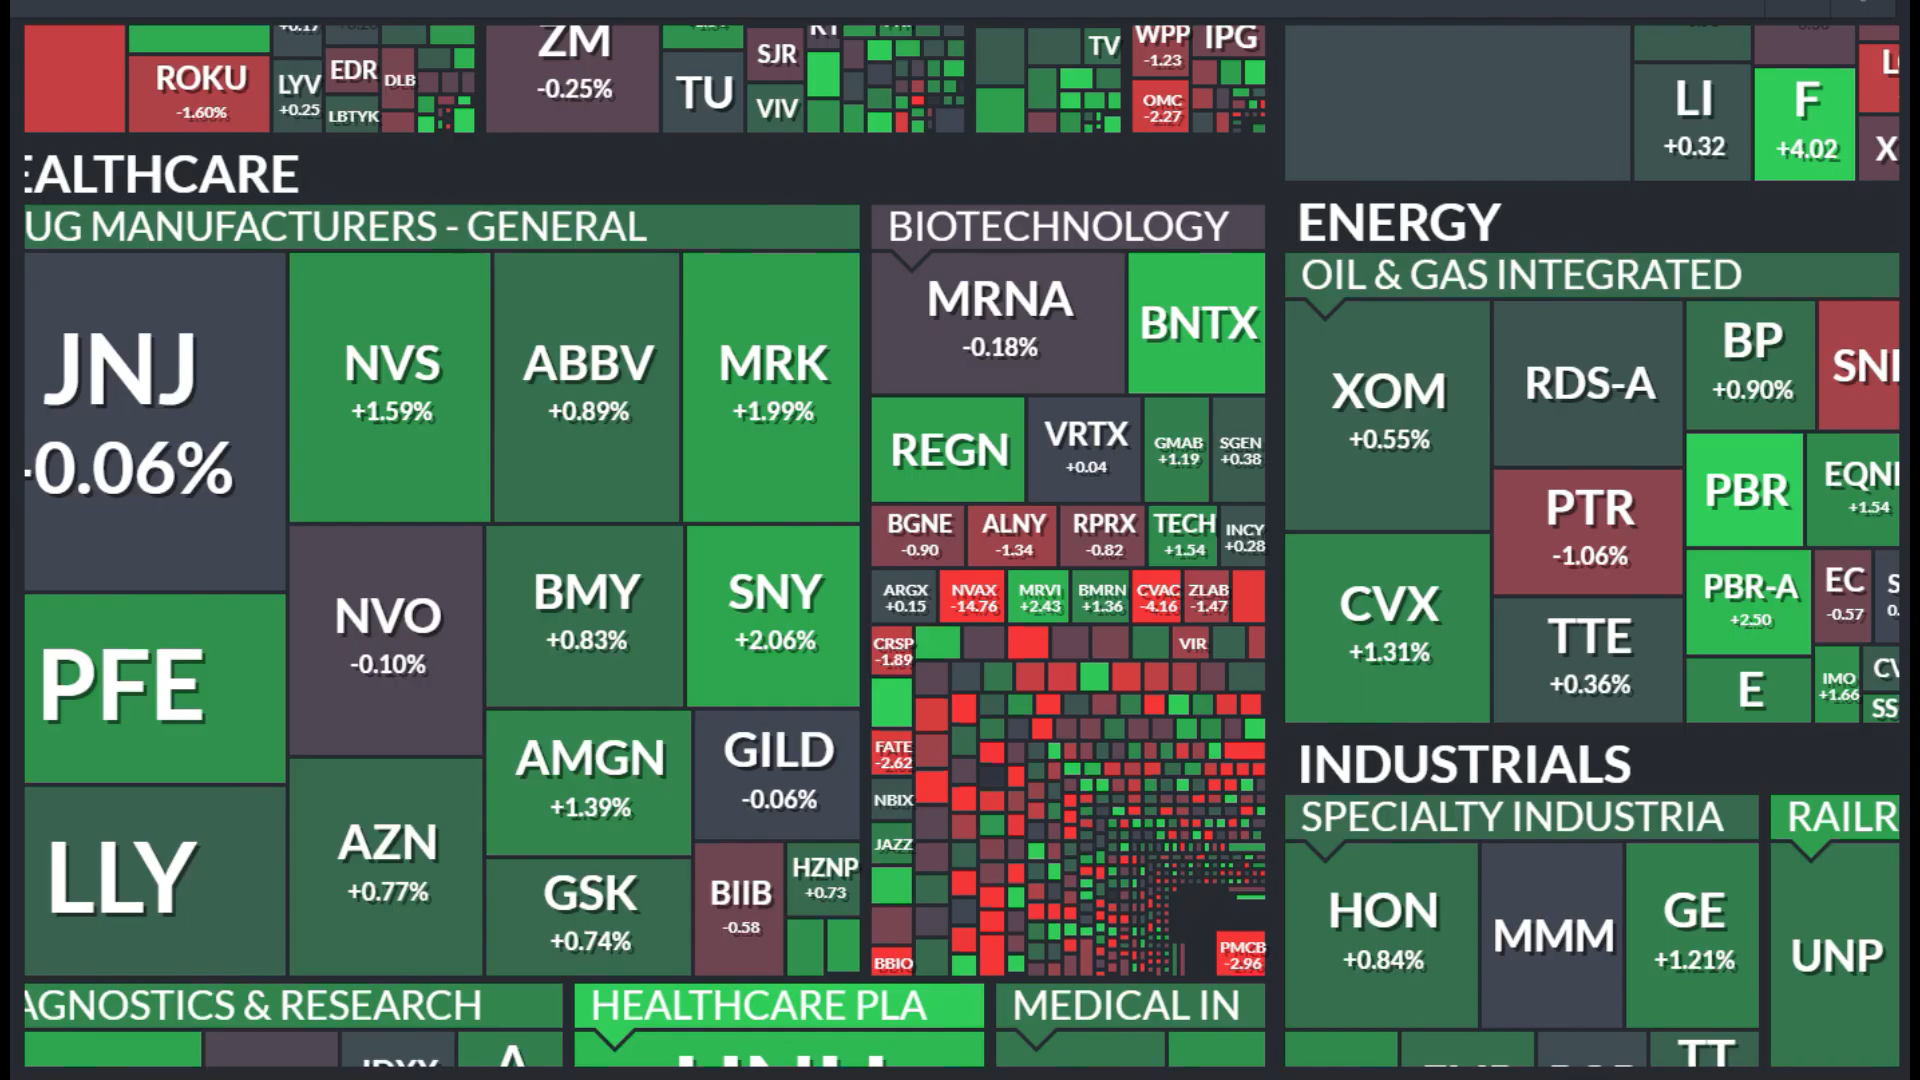 ROKU
-1.60%
LYV
+0.25
EDR
LBTYK
DLB
ZM
-0.25%
TU
SJR
VIV
TV
WPP
-1.23
OMC
-2.27
IPG
LI
+0.32
F
+4.02
X
EALTHCARE
UG MANUFACTURERS - GENERAL
JNJ
-0.06%
PFE
LLY
NVS
+1.59%
ABBV
+0.89%
MRK
+1.99%
NVO
-0.10%
AZN
+0.77%
BMY
+0.83%
SNY
+2.06%
AMGN
+1.39%
GILD
-0.06%
GSK
+0.74%
BIIB
-0.58
HZNP
+0.73
BIOTECHNOLOGY
MRNA
-0.18%
BNTX
REGN
VRTX
+0.04
GMAB
+1.19
SGEN
+0.38
BGNE
-0.90
ALNY
-1.34
RPRX
-0.82
TECH
+1.54
INCY
+0.28
ARGX
+0.15
NVAX
-14.76
MRVI
+2.43
BMRN
+1.36
CVAC
-4.16
ZLAB
-1.47
CRSP
-1.89
VIR
FATE
-2.62
NBIX
JAZZ
BBIO
PMCB
-2.96
ENERGY
OIL & GAS INTEGRATED
XOM
+0.55%
CVX
+1.31%
RDS-A
PTR
-1.06%
TTE
+0.36%
BP
+0.90%
PBR
EQN
+1.54
PBR-A
+2.50
EC
-0.57
S
0.
E
IMO
+1.66
CV
SS
INDUSTRIALS
SPECIALTY INDUSTRIA
HON
+0.84%
MMM
GE
+1.21%
RAILR
UNP
TT
AGNOSTICS & RESEARCH
A
HEALTHCARE PLA
MEDICAL IN